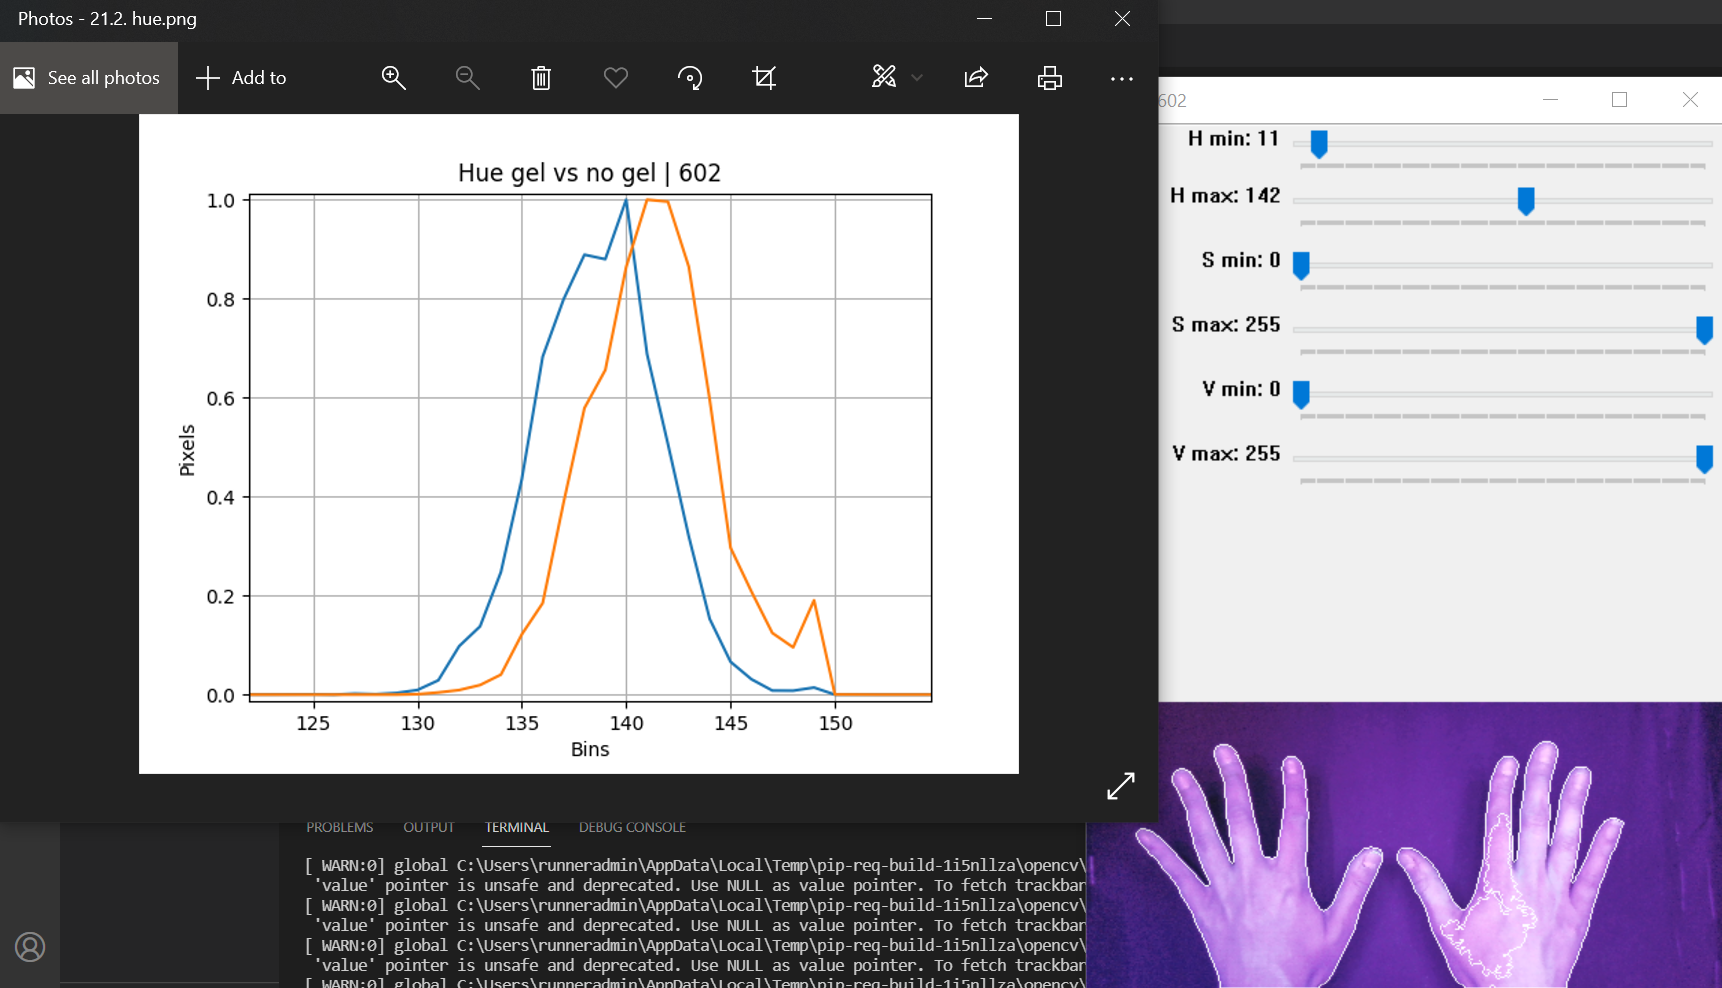 Photos - 21.2. hue.png
See all photos
Add to
Hue gel vs no gel | 602
1.0
0.8
0.6
0.4
0.2
0.0
Pixels
125 130 135 140 145 150
Bins
602
H min: 11
H max: 142
S min: 0
S max: 255
V min: 0
V max: 255
PROBLEMS OUTPUT TERMINAL DEBUG CONSOLE
[ WARN:0] global C:\Users\runneradmin\AppData\Local\Temp\pip-req-build-1i5nllza\opencv\
'value' pointer is unsafe and deprecated. Use NULL as value pointer. To fetch trackbar
[ WARN:0] global C:\Users\runneradmin\AppData\Local\Temp\pip-req-build-1i5nllza\opencv\
'value' pointer is unsafe and deprecated. Use NULL as value pointer. To fetch trackbar
[ WARN:0] global C:\Users\runneradmin\AppData\Local\Temp\pip-req-build-1i5nllza\opencv\
'value' pointer is unsafe and deprecated. Use NULL as value pointer. To fetch trackbar
[ WARN:0] global C:\Users\runneradmin\AppData\Local\Temp\pip-req-build-1i5nllza\opencv\